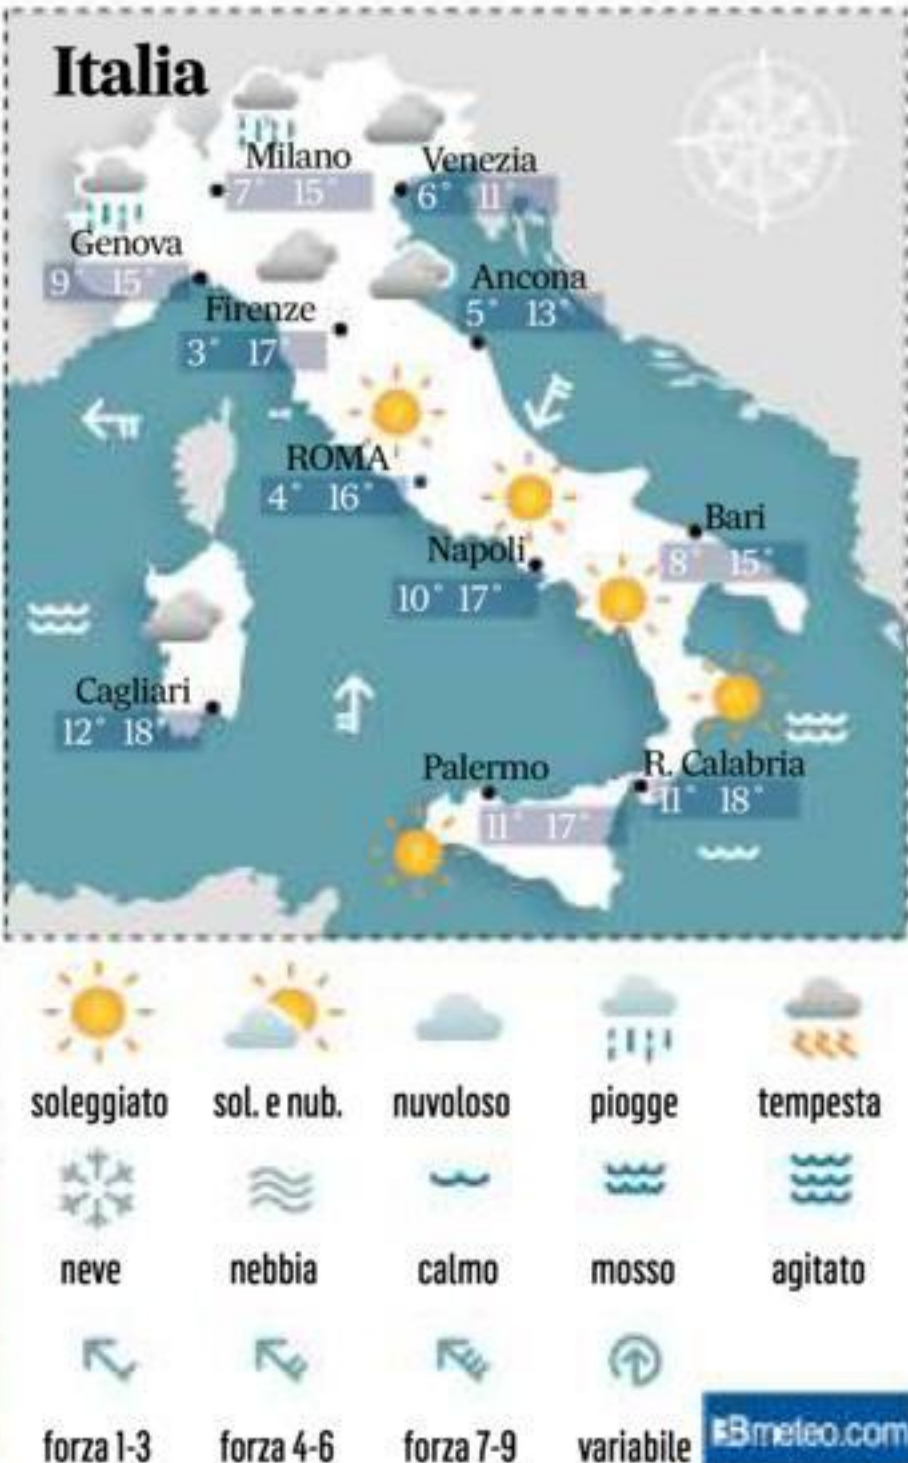 Italia
Milano
7° 15°
Venezia
6° 11°
Genova
9° 15°
Ancona
5° 13°
Firenze
3° 17°
ROMA
4° 16°
Bari
8° 15°
Napoli
10° 17°
Cagliari
12° 18°
Palermo
11° 17°
R. Calabria
11° 18°
soleggiato sol. e nub. nuvoloso piogge tempesta
neve nebbia calmo mosso agitato
forza 1-3 forza 4-6 forza 7-9 variabile
3Bmeteo.com